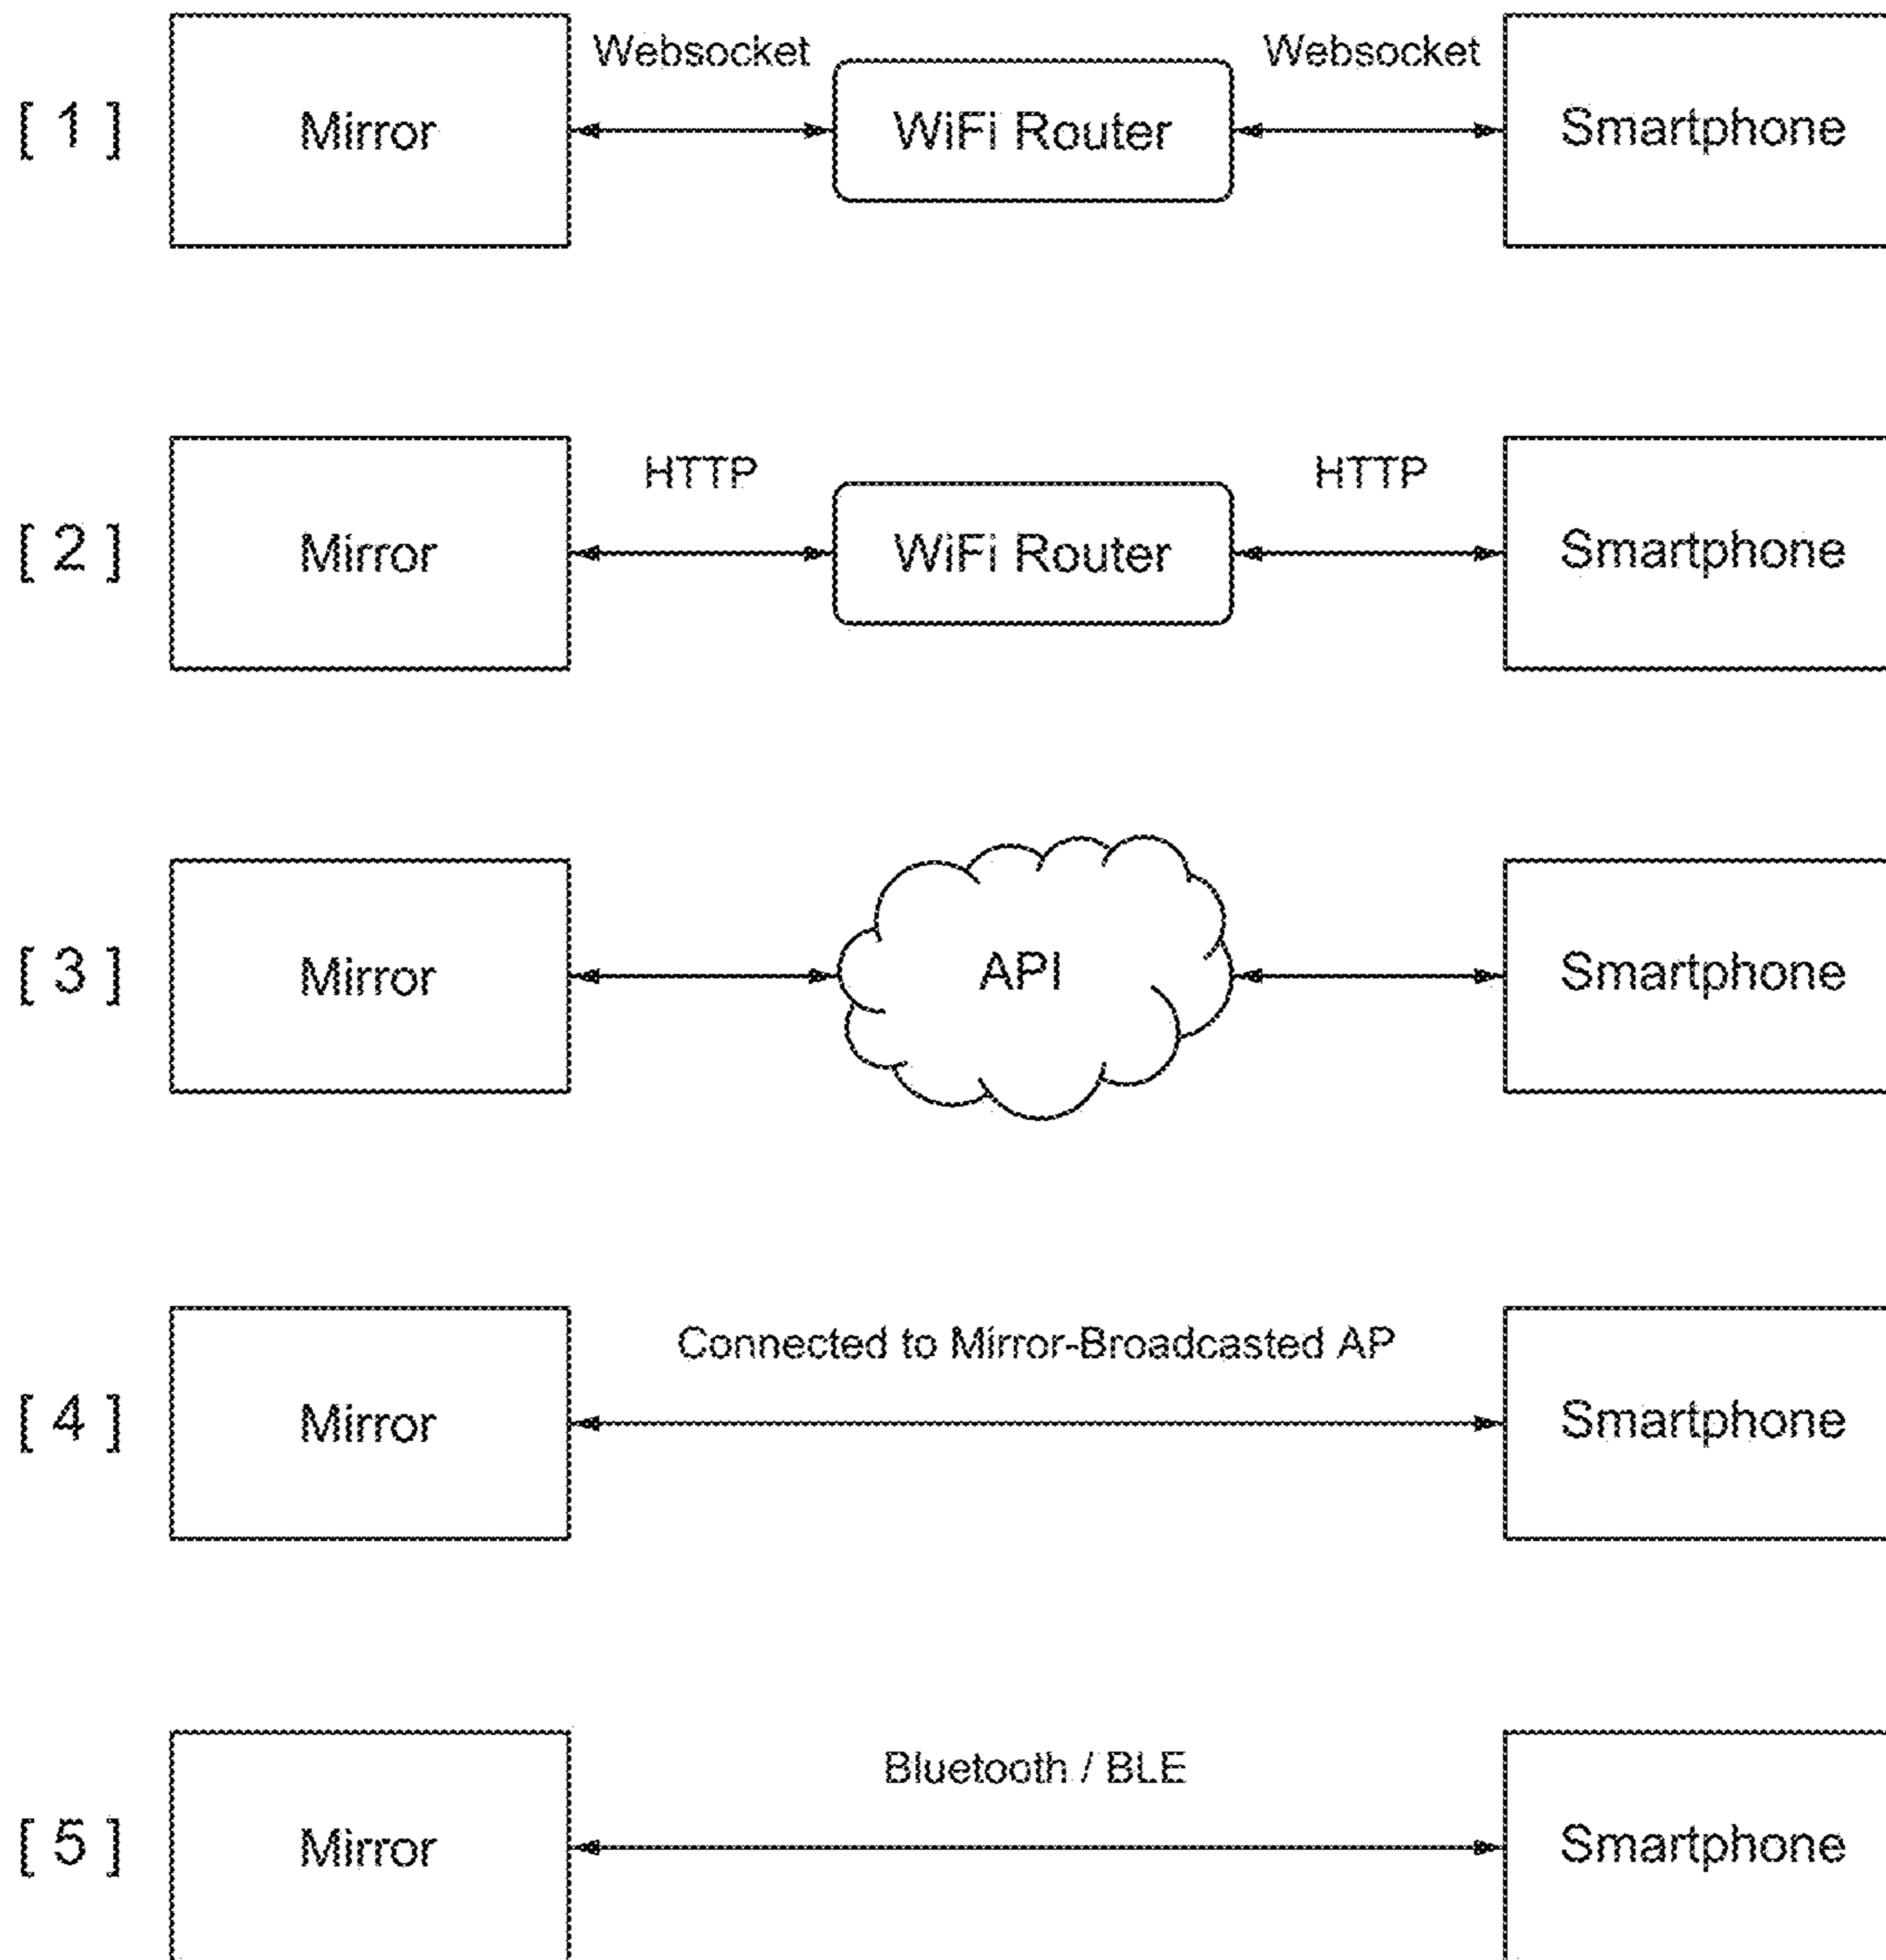 Websocket Websocket
[ 1 ] Mirror WiFi Router Smartphone
HTTP HTTP
[ 2 ] Mirror WiFi Router Smartphone
[ 3 ] Mirror API Smartphone
Connected to Mirror-Broadcasted AP
[ 4 ] Mirror Smartphone
Bluetooth / BLE
[ 5 ] Mirror Smartphone